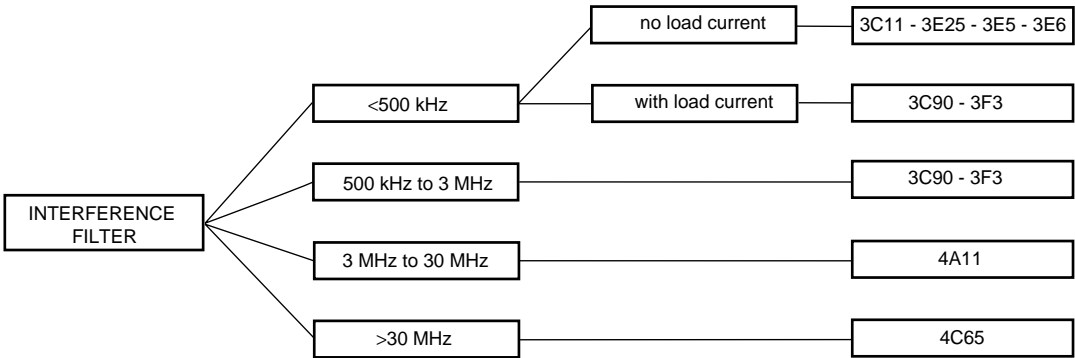 no load current
3C11 - 3E25 - 3E5 - 3E6
<500 kHz
with load current
3C90 - 3F3
500 kHz to 3 MHz
3C90 - 3F3
INTERFERENCE
FILTER
3 MHz to 30 MHz
4A11
>30 MHz
4C65